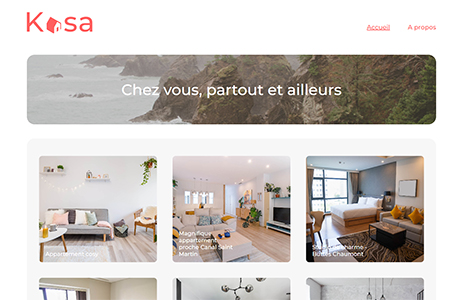 Kasa
Accueil
A propos
Chez vous, partout et ailleurs
Appartement cosy
Magnifique
appartement
proche Canal Saint
Martin
Studio de charme -
Buttes Chaumont